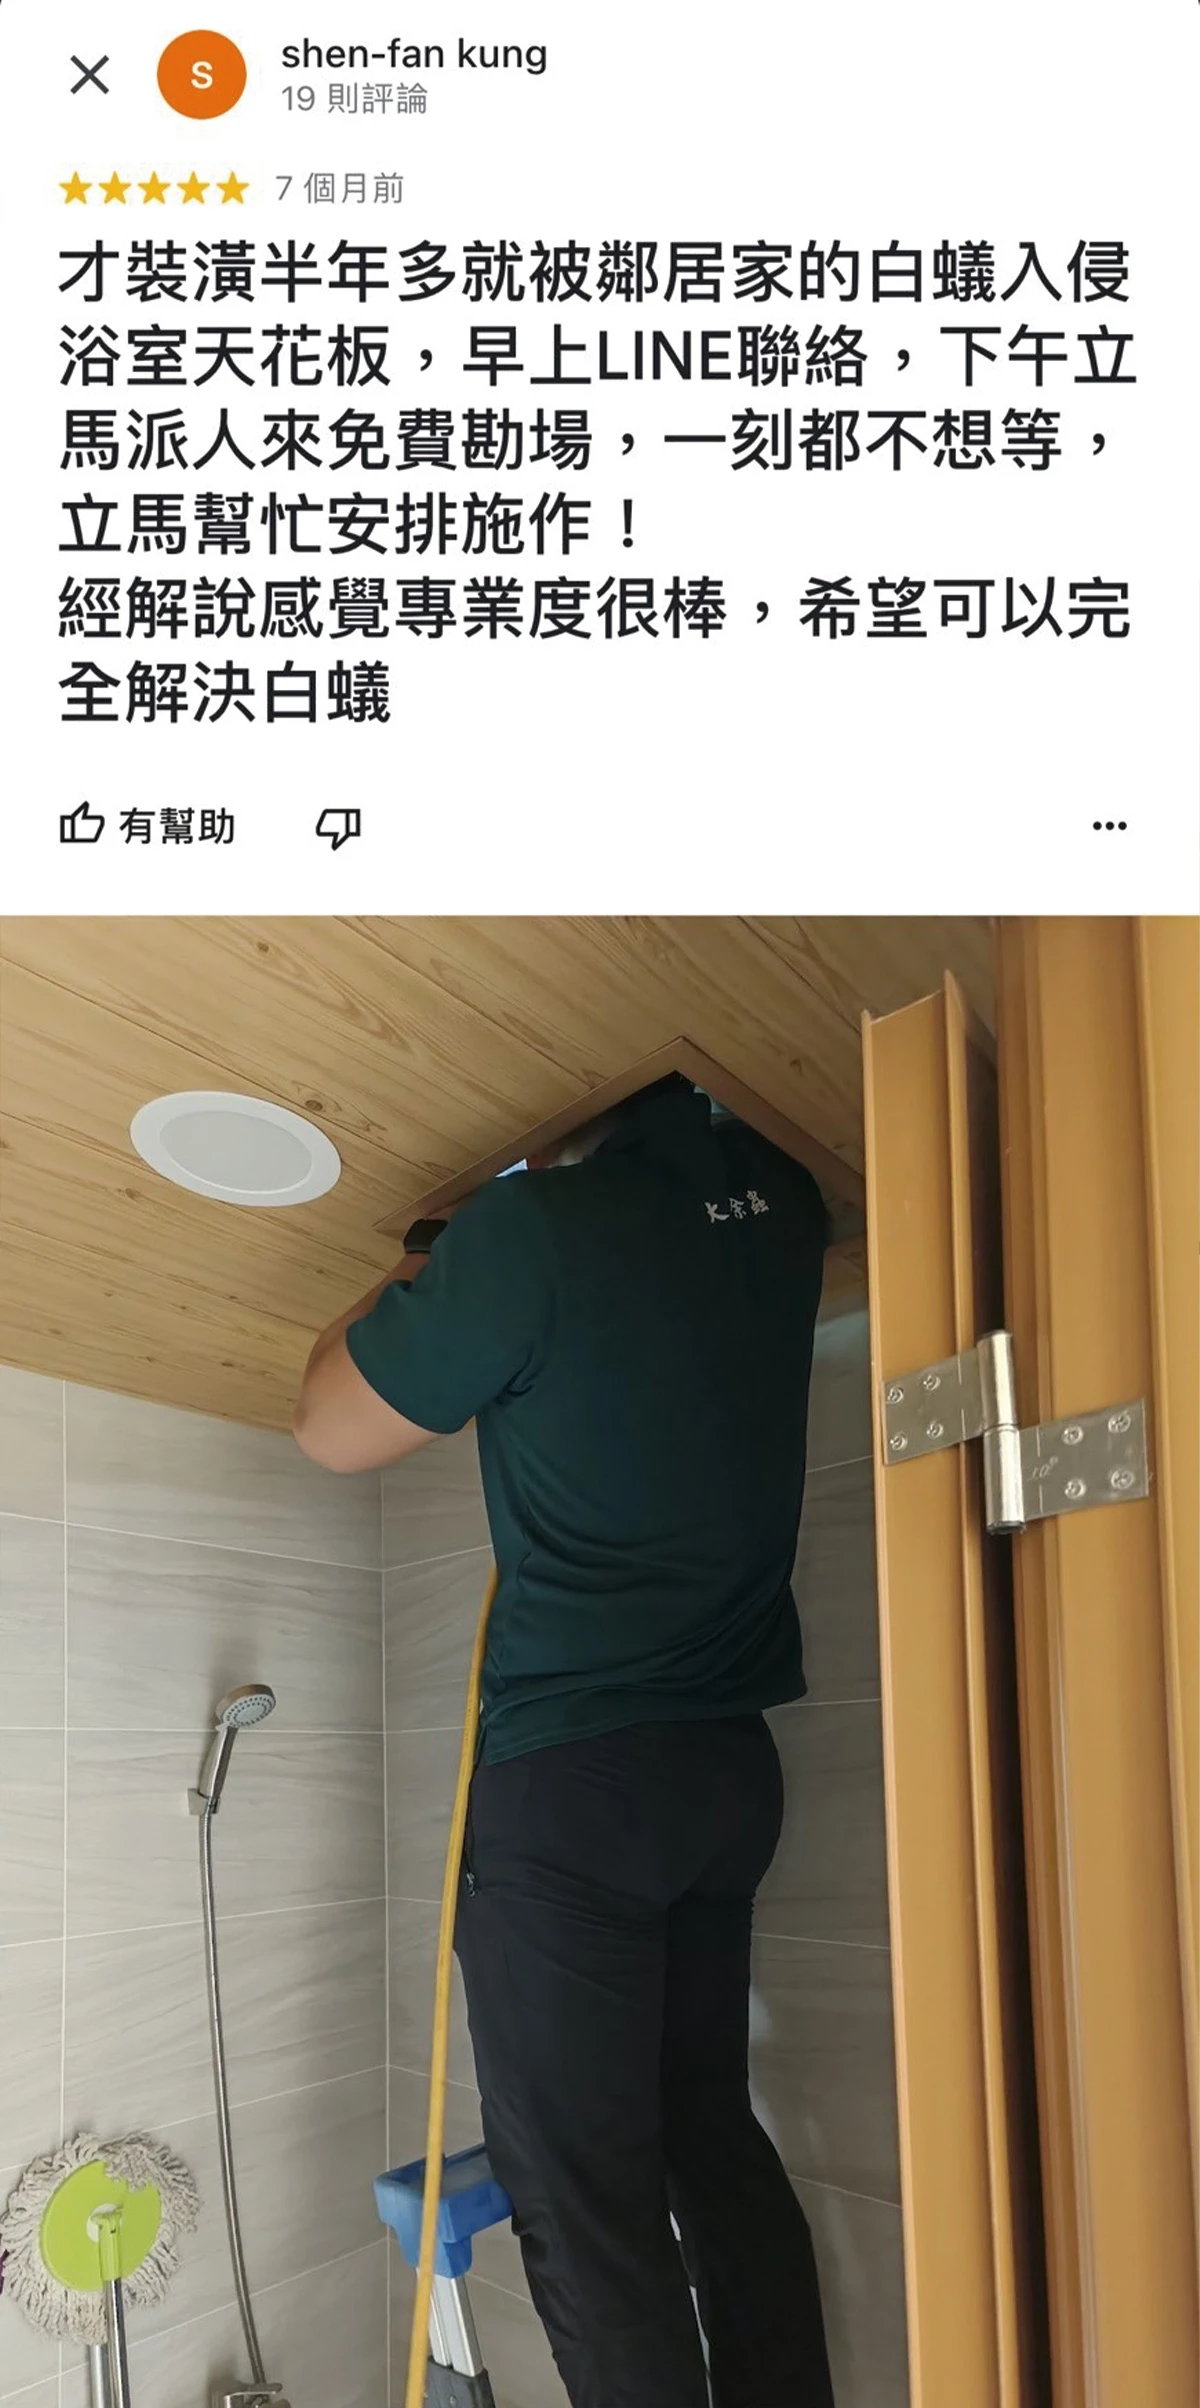 S
shen-fan kung
19 則評論
7 個月前
才裝潢半年多就被鄰居家的白蟻入侵
浴室天花板，早上LINE聯絡，下午立
馬派人來免費勘場，一刻都不想等，
立馬幫忙安排施作！
經解說感覺專業度很棒，希望可以完
全解決白蟻
有幫助
大余蟲